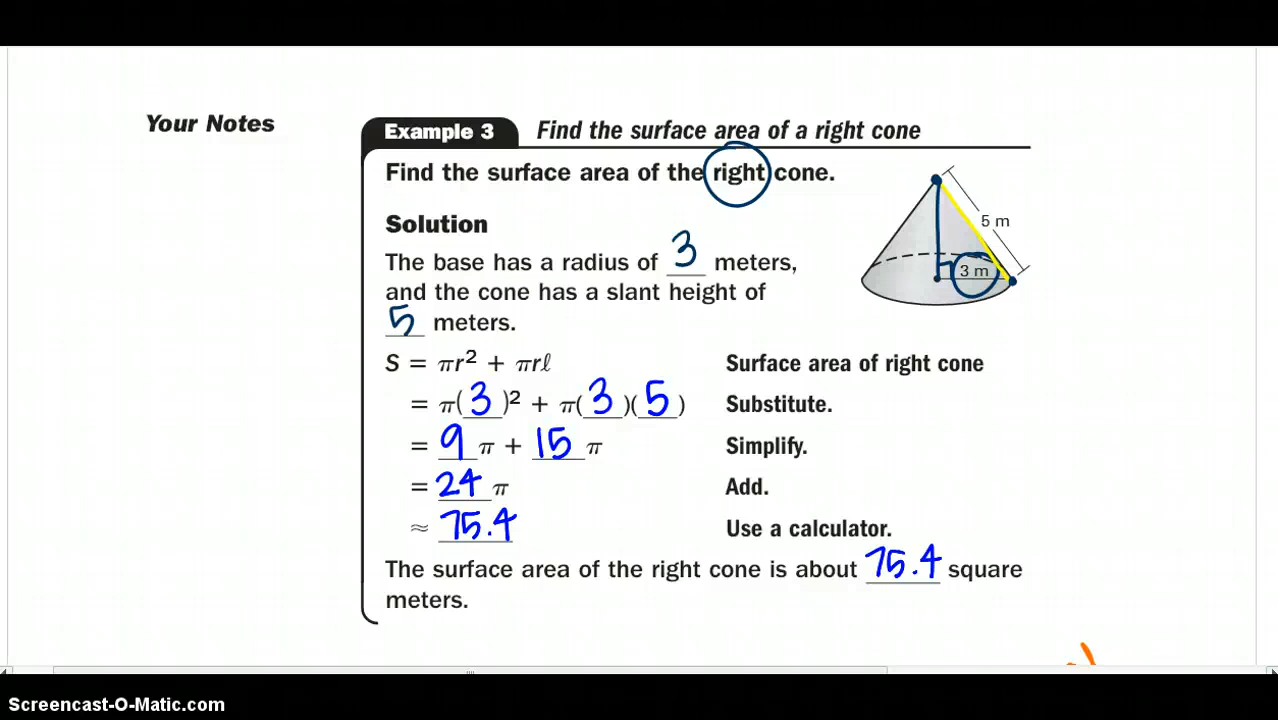 Your Notes
Example 3 Find the surface area of a right cone
Find the surface area of the right cone.
5 m
3 m
Solution
The base has a radius of 3 meters,
and the cone has a slant height of
5 meters.
S = πr² + πrℓ Surface area of right cone
= π(3)² + π(3)(5) Substitute.
= 9π + 15π Simplify.
= 24π Add.
≈ 75.4 Use a calculator.
The surface area of the right cone is about 75.4 square
meters.
Screencast-O-Matic.com